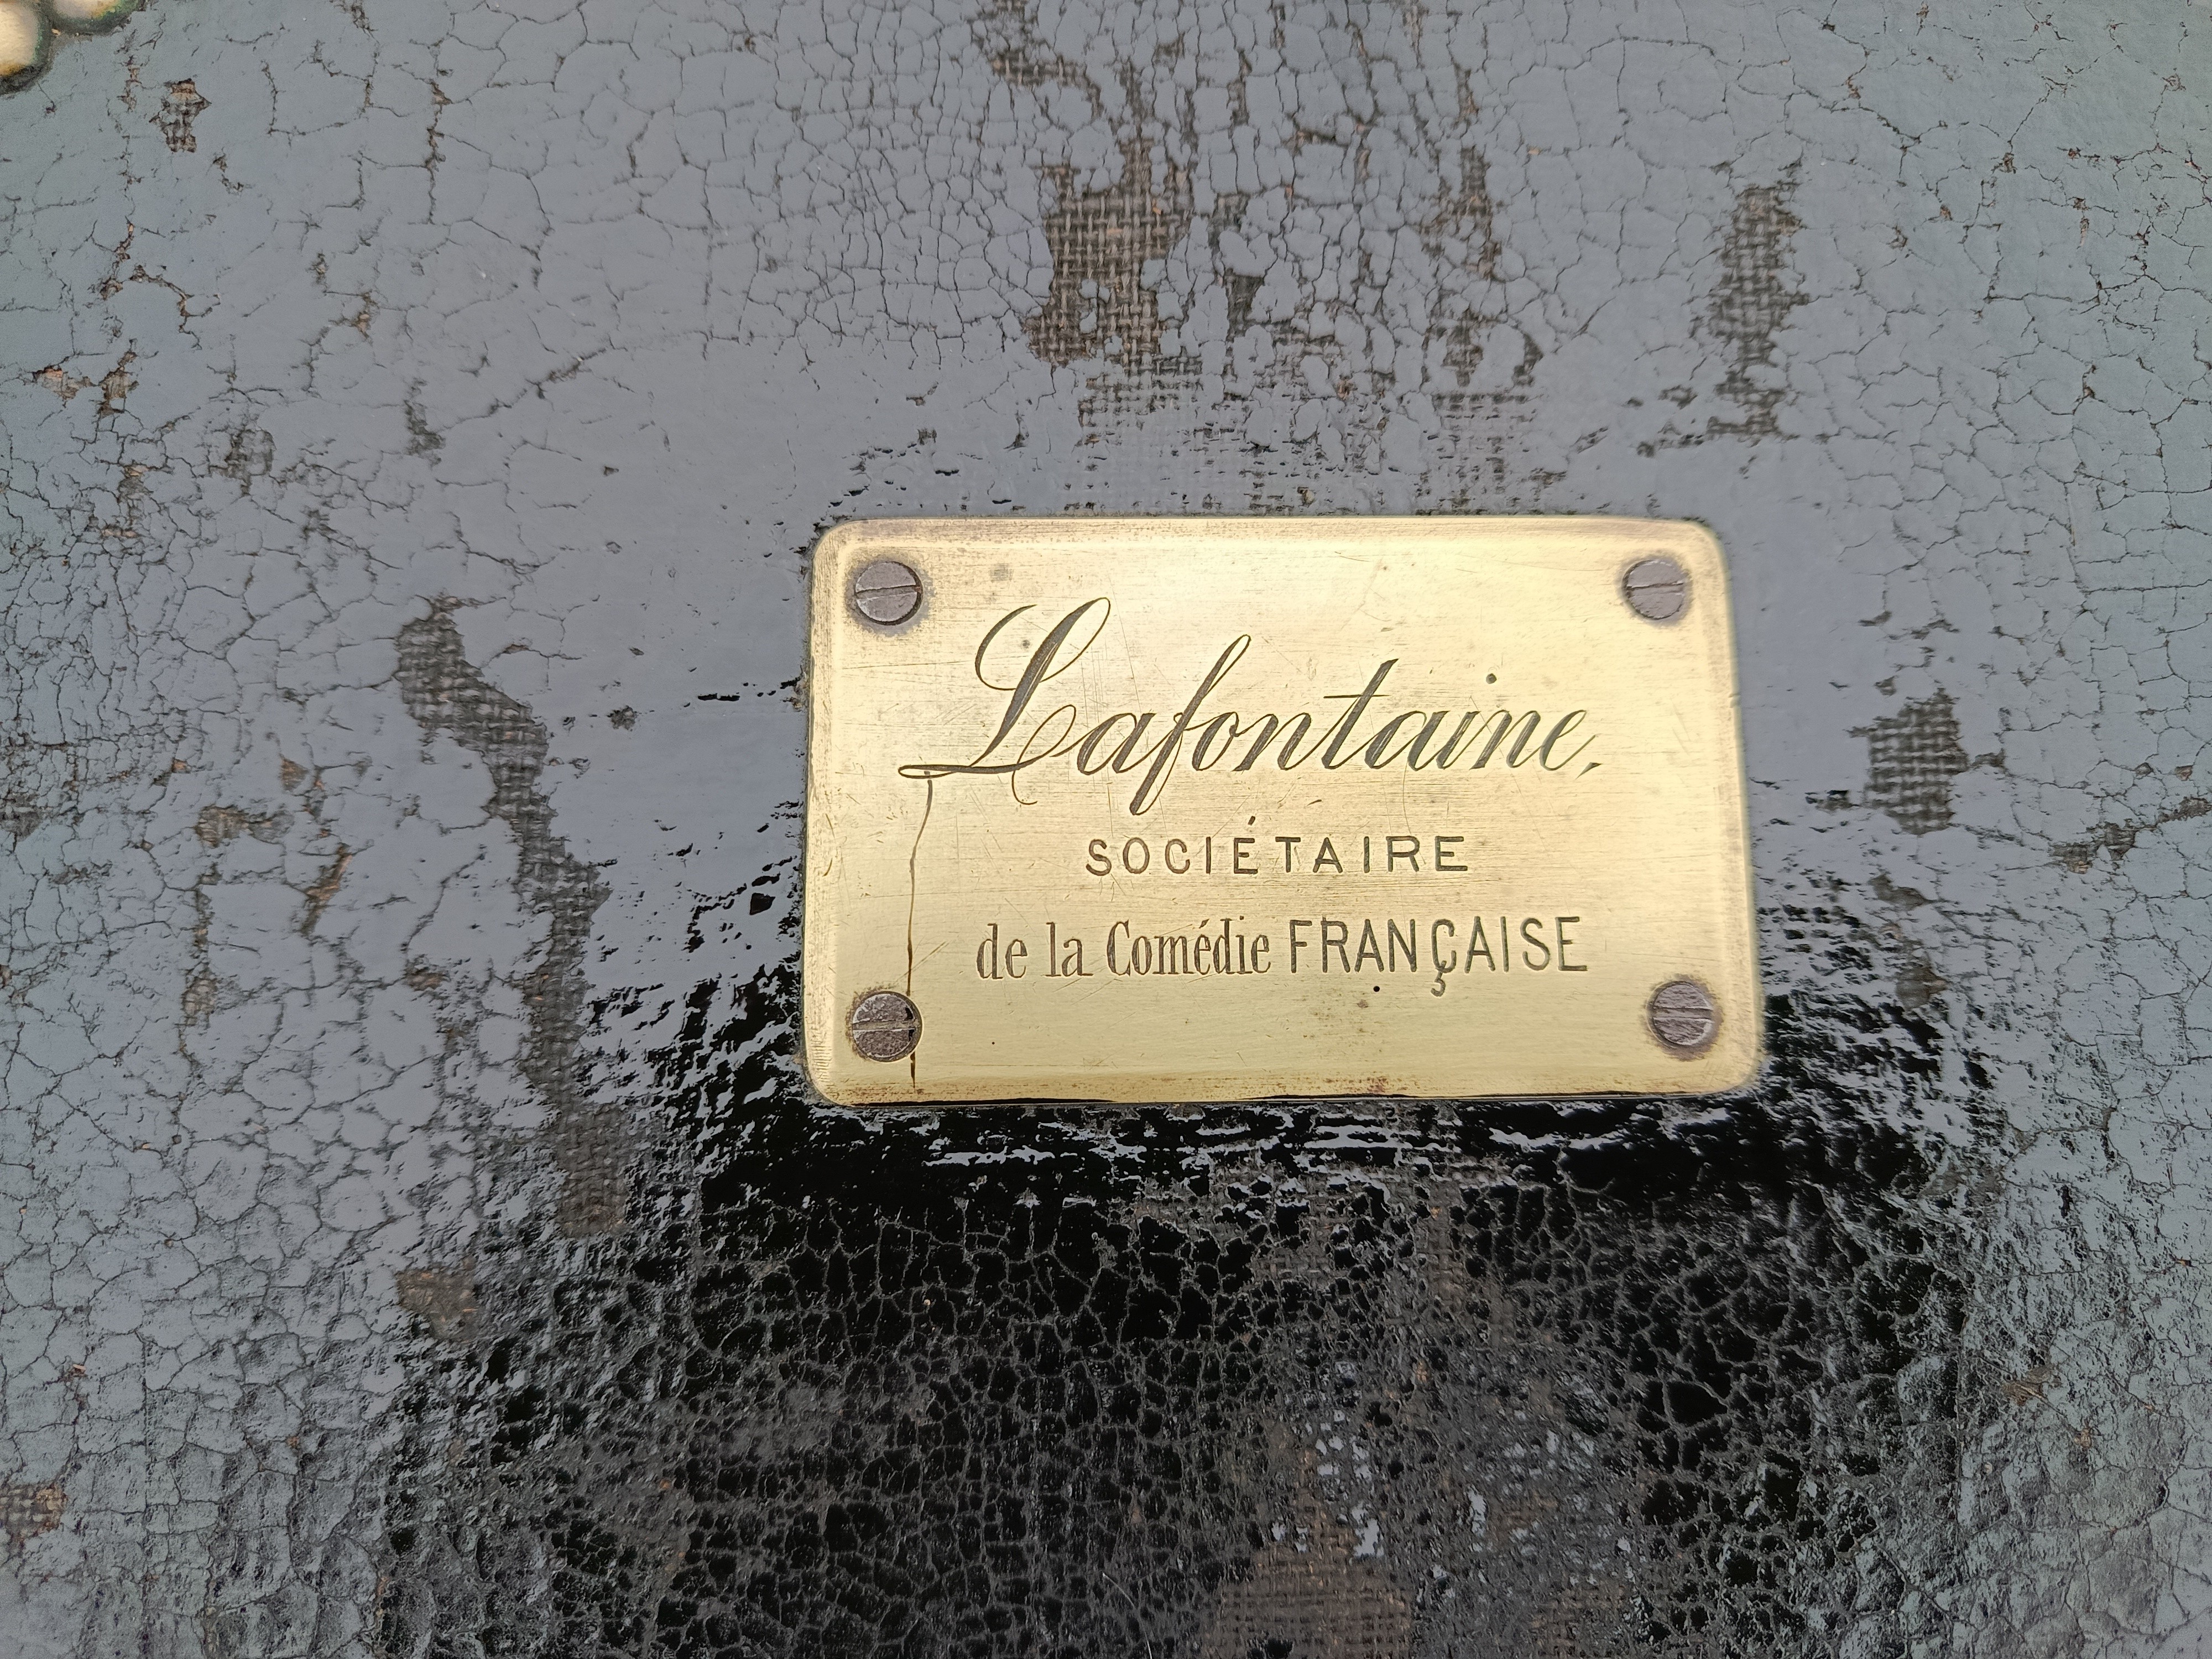 Lafontaine,
SOCIÉTAIRE
de la Comédie FRANÇAISE